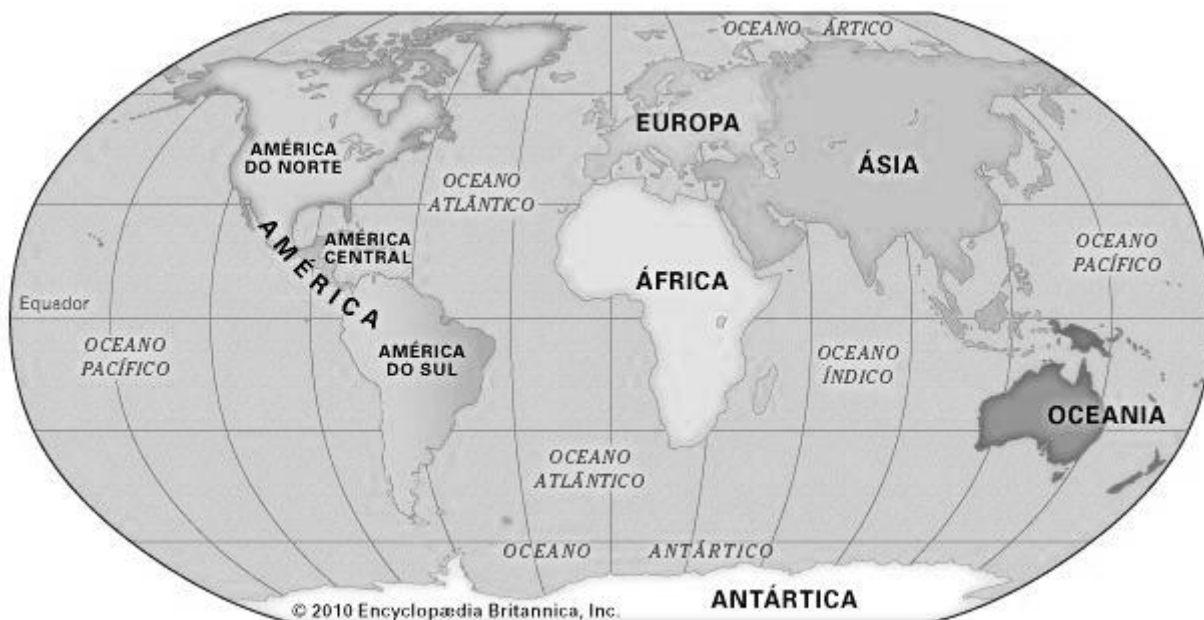 OCEANO ÁRTICO
EUROPA
AMÉRICA
DO NORTE
ÁSIA
OCEANO
ATLÂNTICO
AMÉRICA
CENTRAL
AMÉRICA
OCEANO
PACÍFICO
ÁFRICA
Equador
OCEANO
PACÍFICO
AMÉRICA
DO SUL
OCEANO
ÍNDICO
OCEANIA
OCEANO
ATLÂNTICO
OCEANO ANTÁRTICO
ANTÁRTICA
© 2010 Encyclopædia Britannica, Inc.